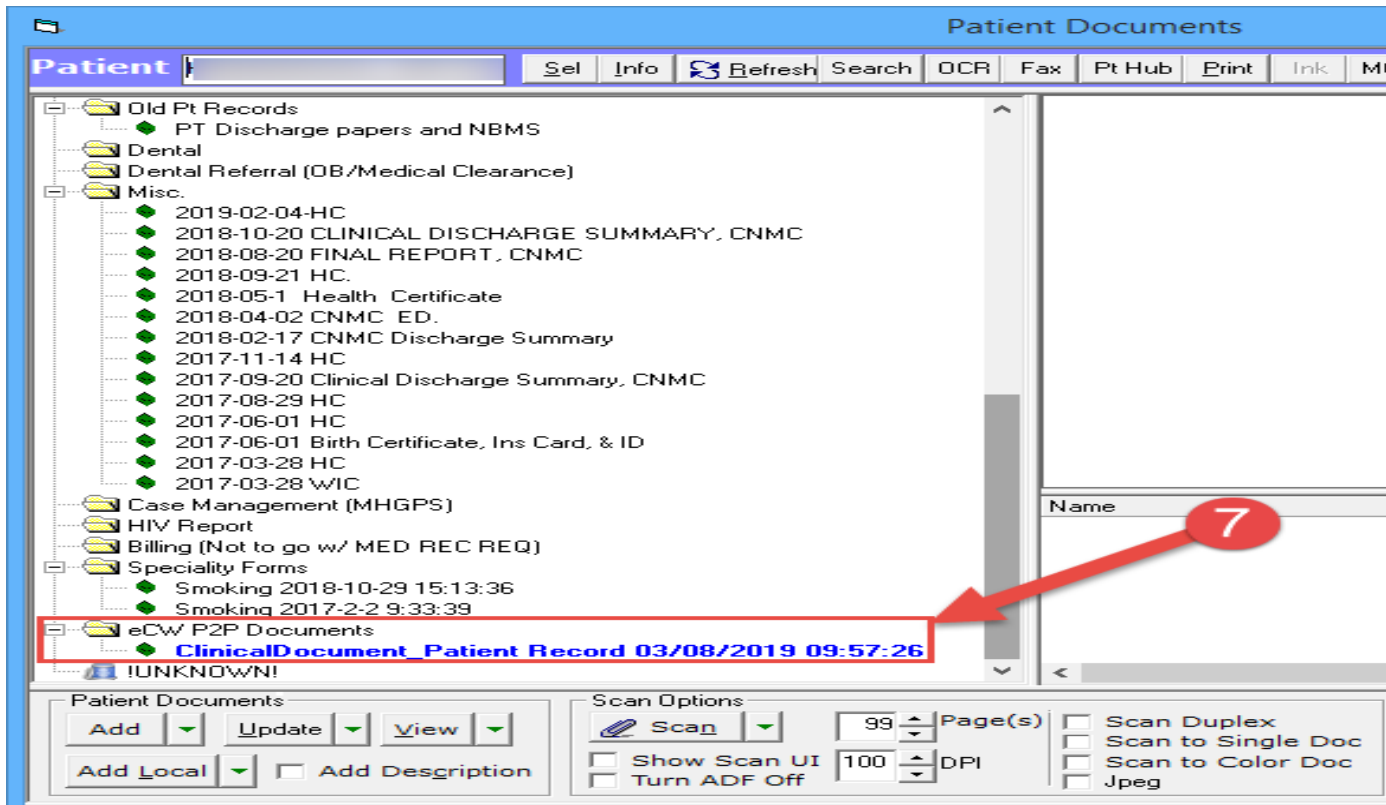 Patient Documents
Patient Sel Info Refresh Search OCR Fax Pt Hub Print Ink
Old Pt Records
PT Discharge papers and NBMS
Dental
Dental Referral (OB/Medical Clearance)
Misc.
2019-02-04-HC
2018-10-20 CLINICAL DISCHARGE SUMMARY, CNMC
2018-08-20 FINAL REPORT, CNMC
2018-09-21 HC.
2018-05-1 Health Certificate
2018-04-02 CNMC ED.
2018-02-17 CNMC Discharge Summary
2017-11-14 HC
2017-09-20 Clinical Discharge Summary, CNMC
2017-08-29 HC
2017-06-01 HC
2017-06-01 Birth Certificate, Ins Card, & ID
2017-03-28 HC
2017-03-28 WIC
Case Management (MHGPS)
HIV Report
Billing (Not to go w/ MED REC REQ)
Speciality Forms
Smoking 2018-10-29 15:13:36
Smoking 2017-2-2 9:33:39
eCW P2P Documents
ClinicalDocument_Patient Record 03/08/2019 09:57:26
!UNKNOWN!
Name
7
Patient Documents
Add Update View
Add Local Add Description
Scan Options
Scan 99 Page(s)
Show Scan UI 100 DPI
Turn ADF Off
Scan Duplex
Scan to Single Doc
Scan to Color Doc
Jpeg